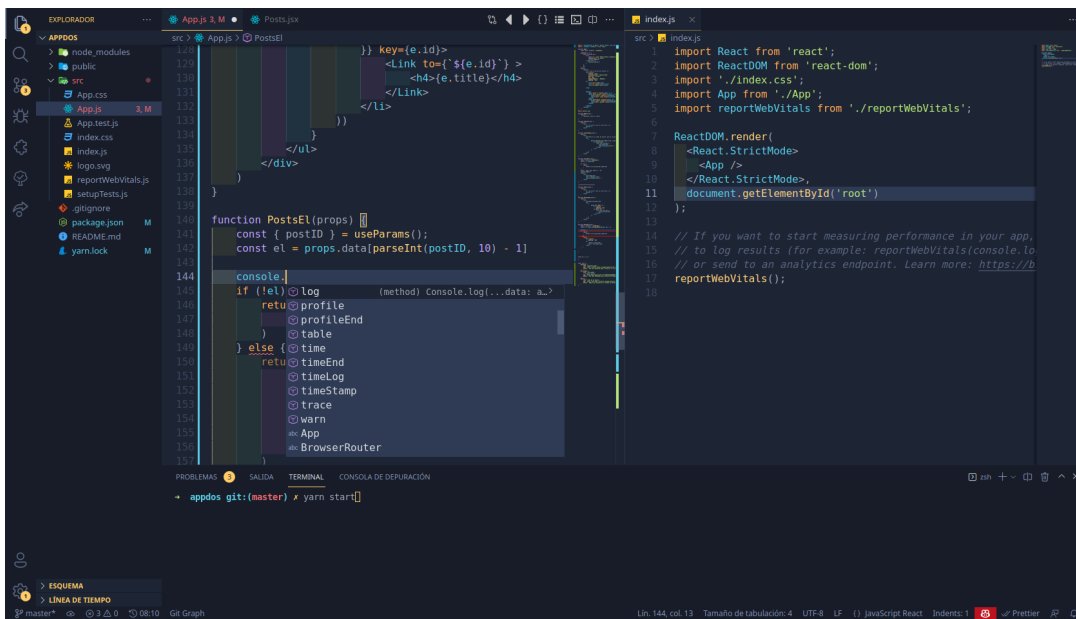 EXPLORADOR
APPDOS
node_modules
public
src
App.css
App.js 3, M
App.test.js
index.css
index.js
logo.svg
reportWebVitals.js
setupTests.js
.gitignore
package.json M
README.md
yarn.lock M
ESQUEMA
LÍNEA DE TIEMPO
App.js 3, M
Posts.jsx
src > App.js > PostsEl
128 }} key={e.id}>
129 <Link to={`${e.id}`} >
130 <h4>{e.title}</h4>
131 </Link>
132 </li>
133 ))
134 }
135 </ul>
136 </div>
137 )
138 }
139
140 function PostsEl(props) {
141 const { postID } = useParams();
142 const el = props.data[parseInt(postID, 10) - 1]
143
144 console.
145 if (!el)
146 retu
147
148 )
149 } else {
150 retu
151
152
153
154
155
156
157 )
log (method) Console.log(...data: a…
profile
profileEnd
table
time
timeEnd
timeLog
timeStamp
trace
warn
abc App
abc BrowserRouter
index.js
src > index.js
1 import React from 'react';
2 import ReactDOM from 'react-dom';
3 import './index.css';
4 import App from './App';
5 import reportWebVitals from './reportWebVitals';
6
7 ReactDOM.render(
8 <React.StrictMode>
9 <App />
10 </React.StrictMode>,
11 document.getElementById('root')
12 );
13
14 // If you want to start measuring performance in your app,
15 // to log results (for example: reportWebVitals(console.lo
16 // or send to an analytics endpoint. Learn more: https://b
17 reportWebVitals();
18
PROBLEMAS 3 SALIDA TERMINAL CONSOLA DE DEPURACIÓN
zsh
→ appdos git:(master) ✗ yarn start
master* 3 0 08:10 Git Graph
Lín. 144, col. 13 Tamaño de tabulación: 4 UTF-8 LF {} JavaScript React Indents: 1 Prettier